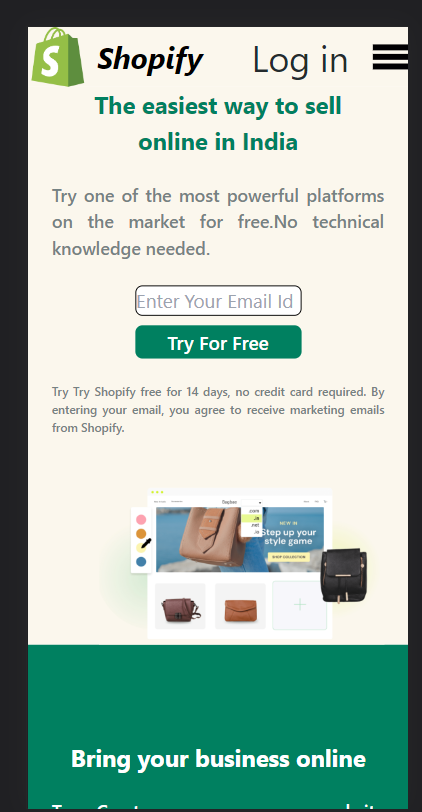 Shopify
Log in
The easiest way to sell
online in India
Try one of the most powerful platforms
on the market for free.No technical
knowledge needed.
Enter Your Email Id
Try For Free
Try Try Shopify free for 14 days, no credit card required. By
entering your email, you agree to receive marketing emails
from Shopify.
.com
.net
NEW IN
Step up your
style game
SHOP COLLECTION
Bring your business online